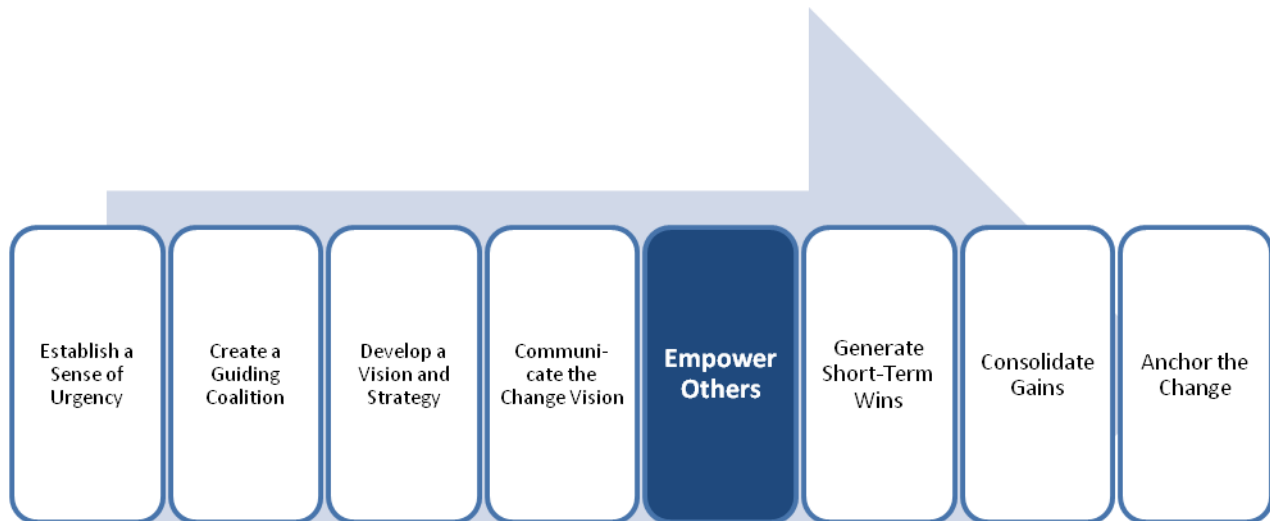 Establish a
Sense of
Urgency
Create a
Guiding
Coalition
Develop a
Vision and
Strategy
Communi-
cate the
Change Vision
Empower
Others
Generate
Short-Term
Wins
Consolidate
Gains
Anchor the
Change